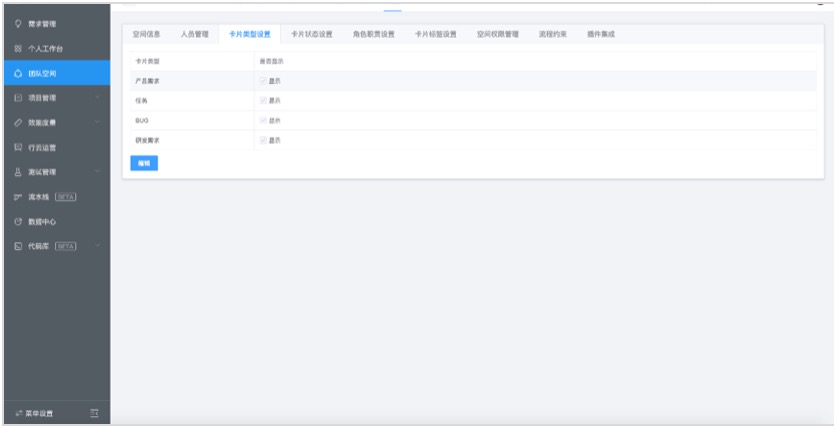 需求管理
个人工作台
团队空间
项目管理
效能度量
行云运营
测试管理
流水线 BETA
数据中心
代码库 BETA
菜单设置
空间信息 人员管理 卡片类型设置 卡片状态设置 角色职责设置 卡片标签设置 空间权限管理 流程约束 插件集成
卡片类型 是否显示
产品需求 显示
任务 显示
BUG 显示
研发需求 显示
编辑